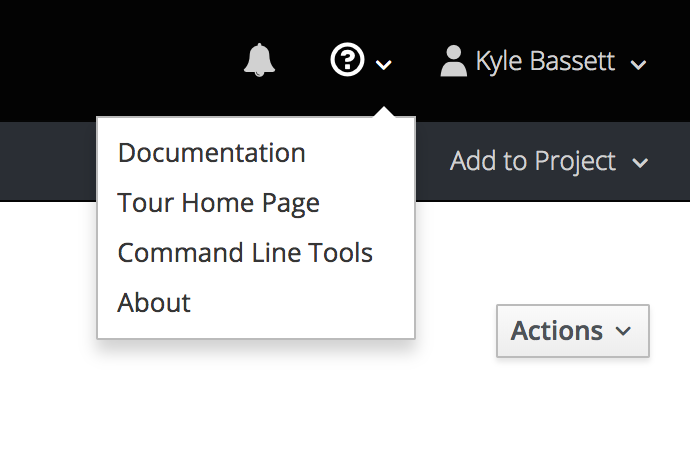 Kyle Bassett
Add to Project
Documentation
Tour Home Page
Command Line Tools
About
Actions